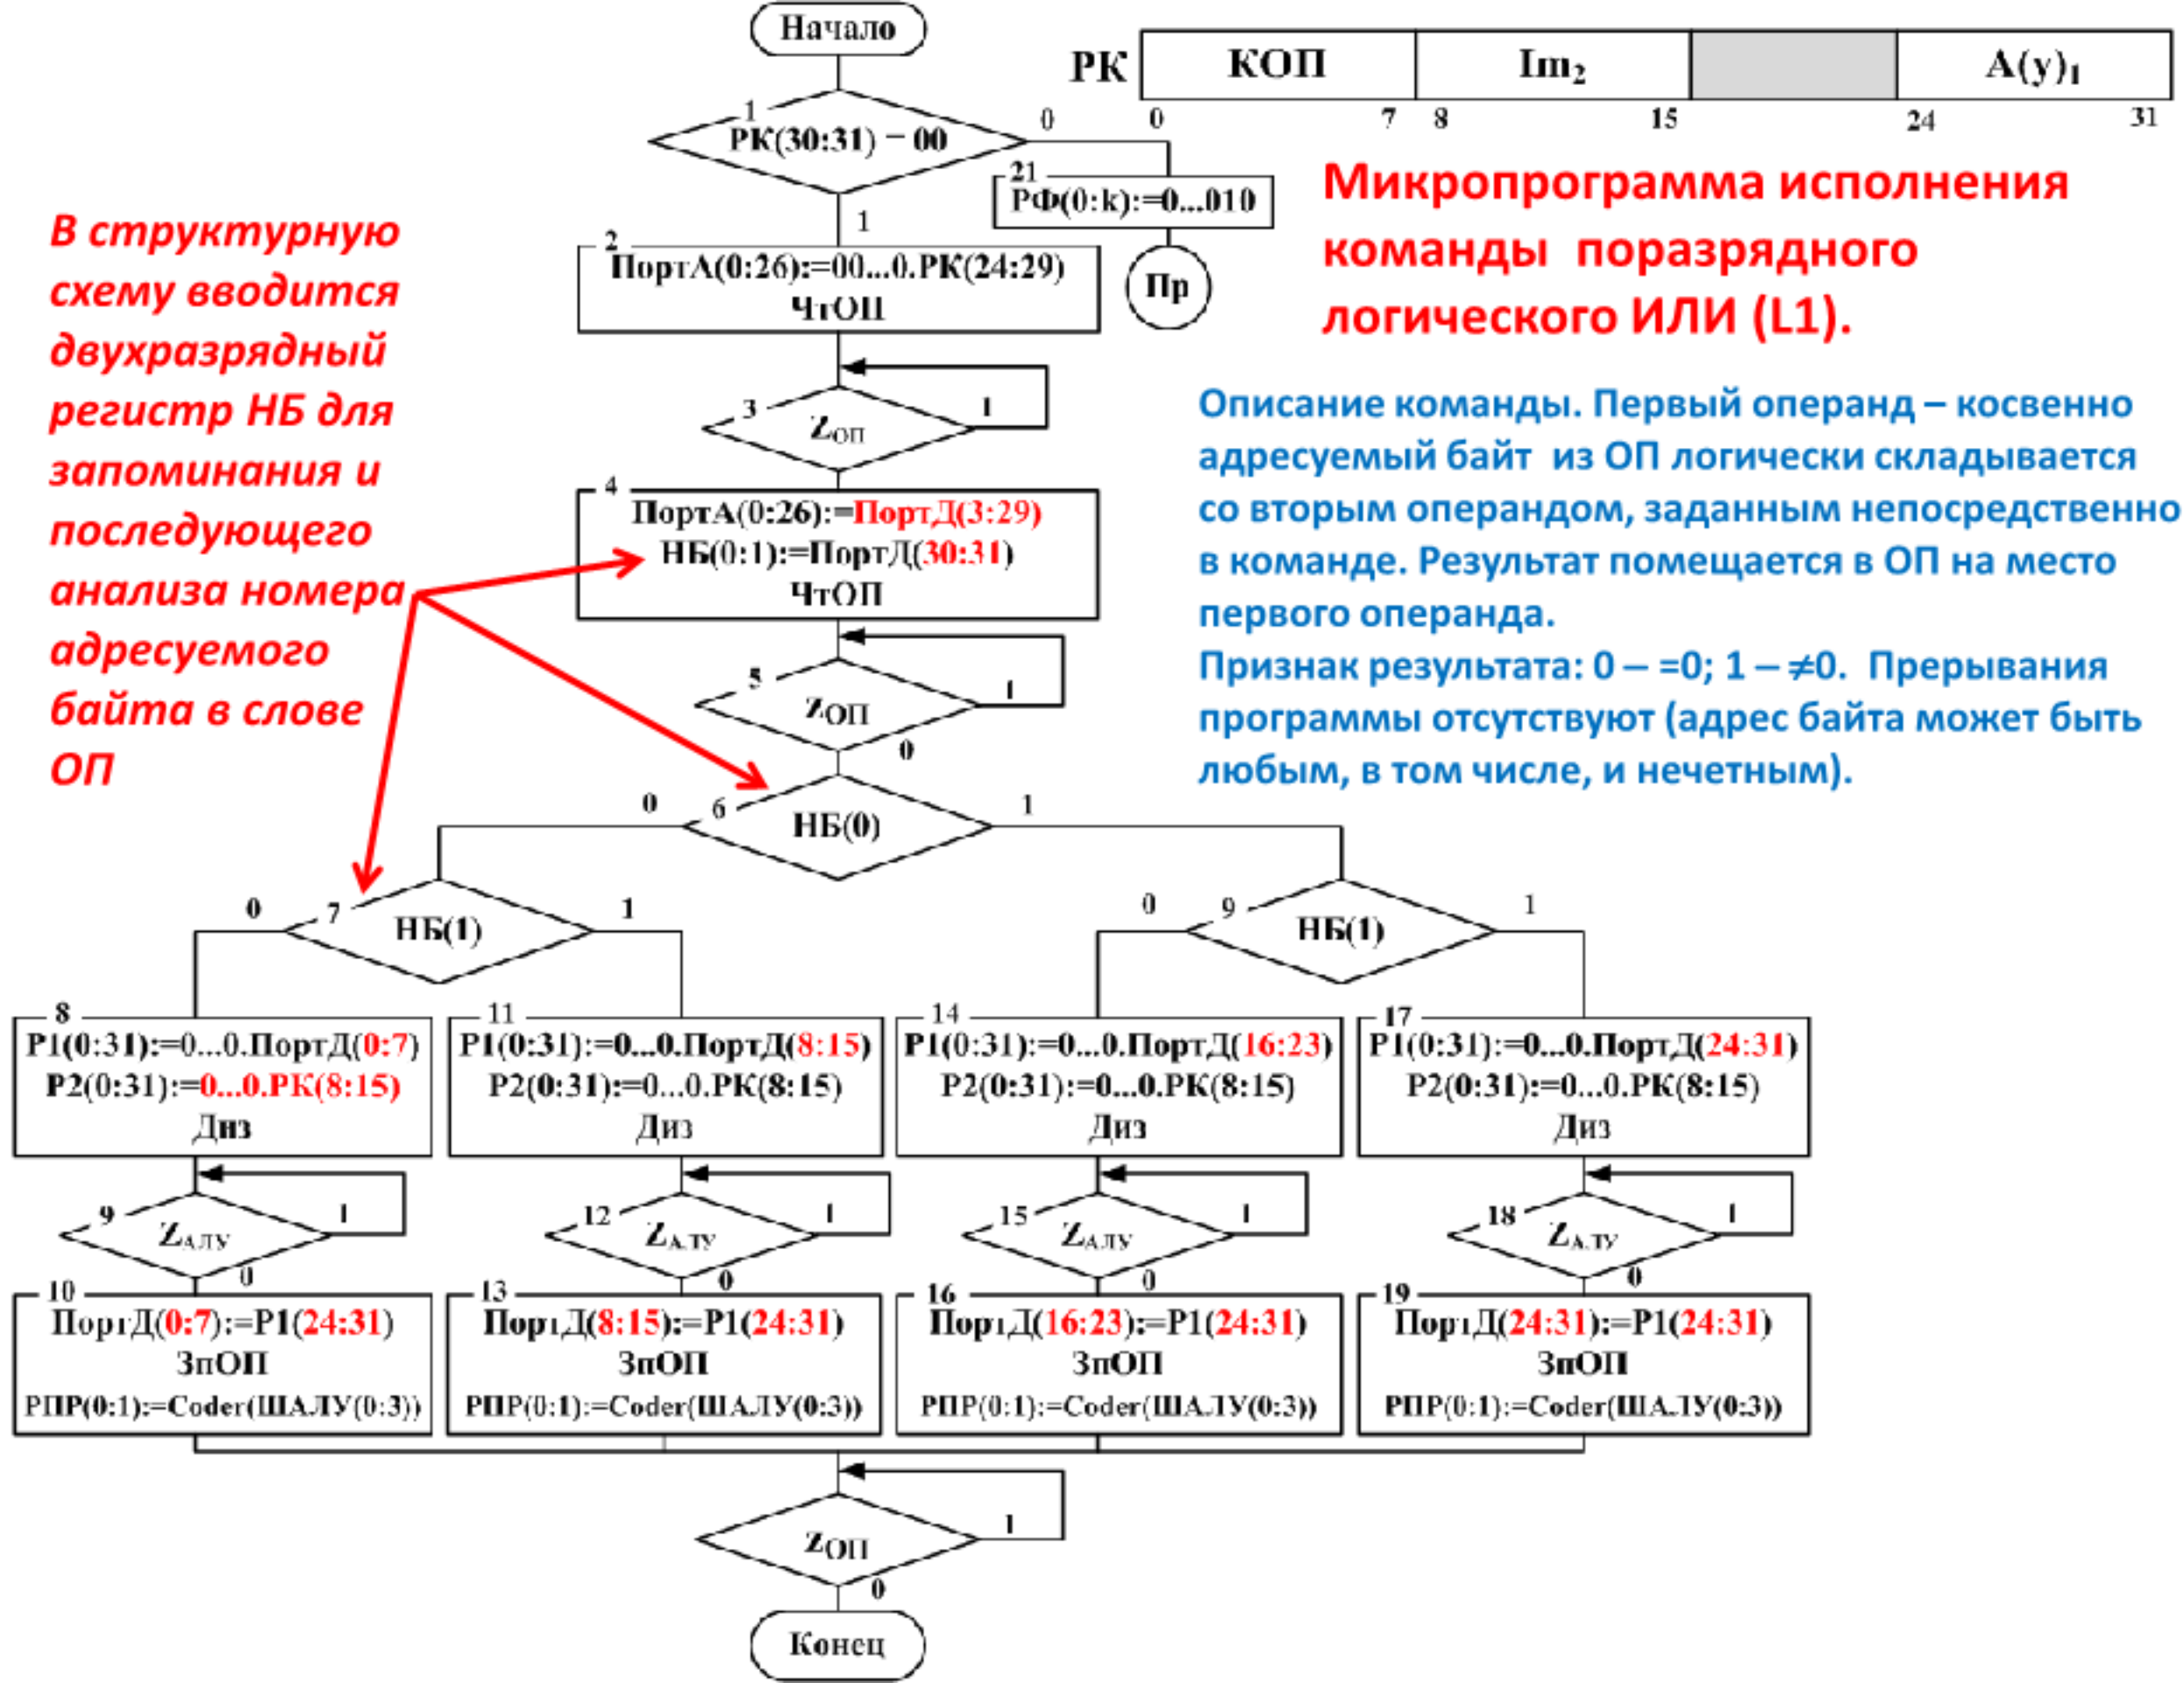 Начало
РК
КОП
Im₂
A(y)₁
0
7
8
15
24
31
1
РК(30:31) = 00
0
1
21
РФ(0:k):=0...010
Пр
Микропрограмма исполнения
команды поразрядного
логического ИЛИ (L1).
В структурную
схему вводится
двухразрядный
регистр НБ для
запоминания и
последующего
анализа номера
адресуемого
байта в слове
ОП
2
ПортА(0:26):=00...0.РК(24:29)
ЧтОП
3
Zоп
1
Описание команды. Первый операнд – косвенно
адресуемый байт из ОП логически складывается
со вторым операндом, заданным непосредственно
в команде. Результат помещается в ОП на место
первого операнда.
Признак результата: 0 – =0; 1 – ≠0. Прерывания
программы отсутствуют (адрес байта может быть
любым, в том числе, и нечетным).
4
ПортА(0:26):=ПортД(3:29)
НБ(0:1):=ПортД(30:31)
ЧтОП
5
ZОП
1
0
0
6
НБ(0)
1
0
7
НБ(1)
1
0
9
НБ(1)
1
8
Р1(0:31):=0...0.ПортД(0:7)
Р2(0:31):=0...0.РК(8:15)
Диз
11
Р1(0:31):=0...0.ПортД(8:15)
Р2(0:31):=0...0.РК(8:15)
Диз
14
Р1(0:31):=0...0.ПортД(16:23)
Р2(0:31):=0...0.РК(8:15)
Диз
17
Р1(0:31):=0...0.ПортД(24:31)
Р2(0:31):=0...0.РК(8:15)
Диз
9
ZАЛУ
1
0
12
ZАЛУ
1
0
15
ZАЛУ
1
0
18
ZАЛУ
1
0
10
ПортД(0:7):=Р1(24:31)
ЗпОП
РПР(0:1):=Coder(ШАЛУ(0:3))
13
ПортД(8:15):=Р1(24:31)
ЗпОП
РПР(0:1):=Coder(ШАЛУ(0:3))
16
ПортД(16:23):=Р1(24:31)
ЗпОП
РПР(0:1):=Coder(ШАЛУ(0:3))
19
ПортД(24:31):=Р1(24:31)
ЗпОП
РПР(0:1):=Coder(ШАЛУ(0:3))
ZОП
1
0
Конец